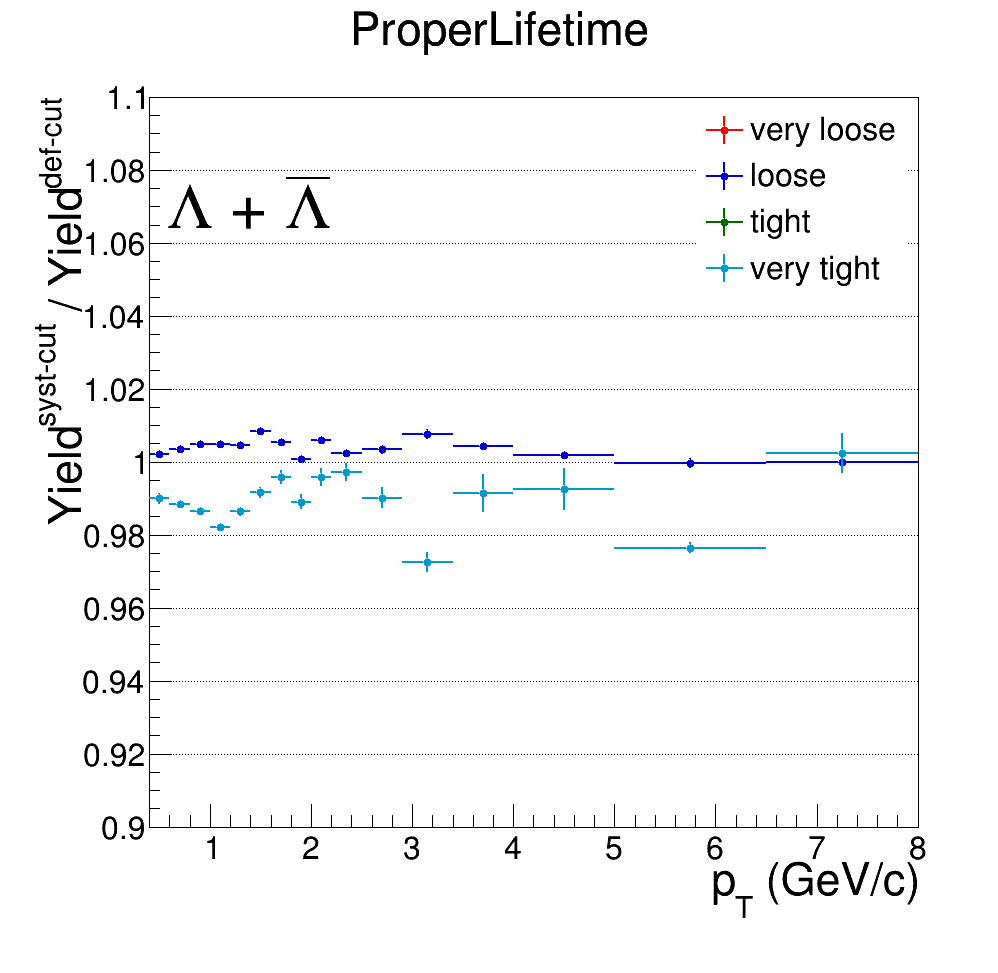 ProperLifetime
Yield^syst-cut / Yield^def-cut
1.1
1.08
1.06
1.04
1.02
1
0.98
0.96
0.94
0.92
0.9
Λ + Λ̅
very loose
loose
tight
very tight
1 2 3 4 5 6 7 8
p_T (GeV/c)